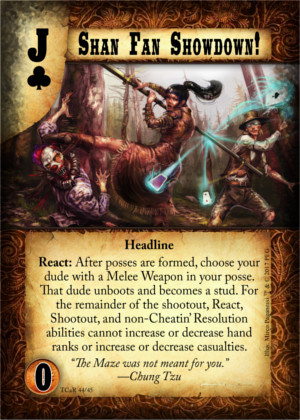 J
SHAN FAN SHOWDOWN!
Headline
React: After posses are formed, choose your
dude with a Melee Weapon in your posse.
That dude unboots and becomes a stud. For
the remainder of the shootout, React,
Shootout, and non-Cheatin' Resolution
abilities cannot increase or decrease hand
ranks or increase or decrease casualties.
"The Maze was not meant for you."
—Chung Tzu
0